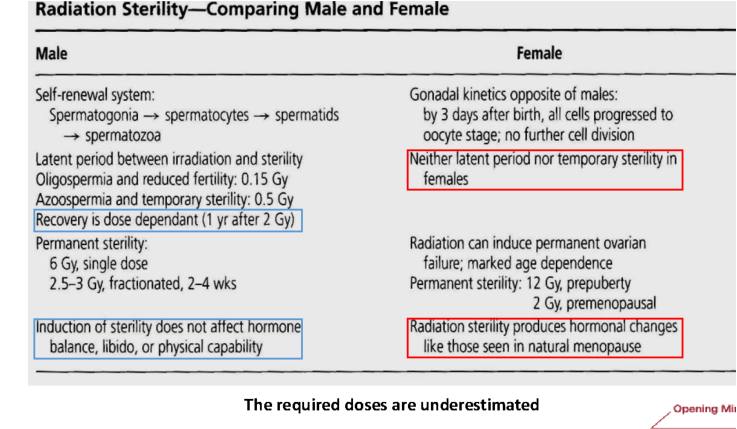 Radiation Sterility—Comparing Male and Female
Male
Female
Self-renewal system:
Spermatogonia → spermatocytes → spermatids
→ spermatozoa
Latent period between irradiation and sterility
Oligospermia and reduced fertility: 0.15 Gy
Azoospermia and temporary sterility: 0.5 Gy
Recovery is dose dependant (1 yr after 2 Gy)
Permanent sterility:
6 Gy, single dose
2.5–3 Gy, fractionated, 2–4 wks
Induction of sterility does not affect hormone
balance, libido, or physical capability
Gonadal kinetics opposite of males:
by 3 days after birth, all cells progressed to
oocyte stage; no further cell division
Neither latent period nor temporary sterility in
females
Radiation can induce permanent ovarian
failure; marked age dependence
Permanent sterility: 12 Gy, prepuberty
2 Gy, premenopausal
Radiation sterility produces hormonal changes
like those seen in natural menopause
The required doses are underestimated
Opening